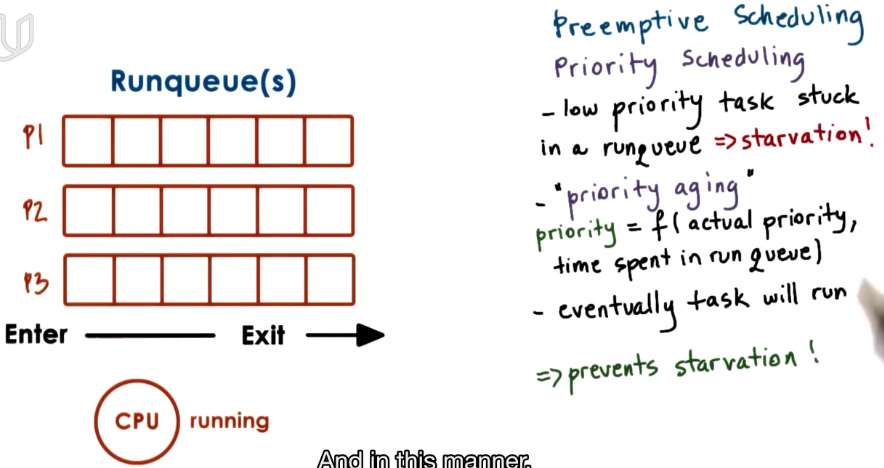 Runqueue(s)
P1
P2
P3
Enter
Exit
CPU
running
Preemptive Scheduling
Priority Scheduling
- low priority task stuck
in a runqueue => starvation!
- "priority aging"
priority = f(actual priority,
time spent in run queue)
- eventually task will run
=> prevents starvation!
And in this manner,